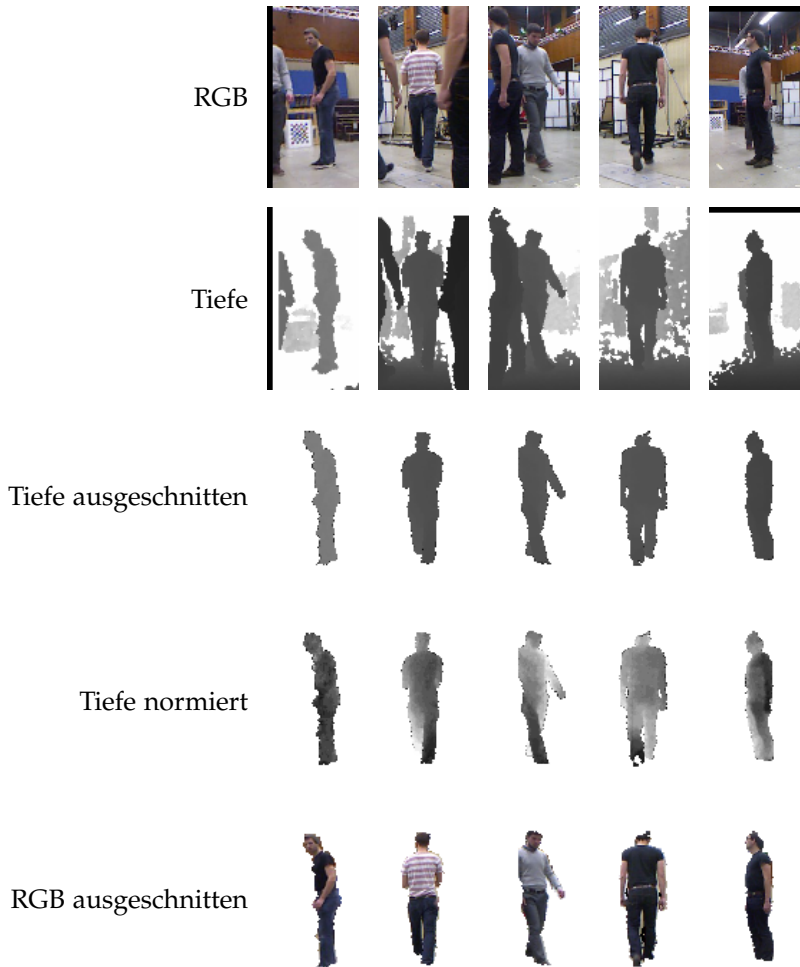 RGB
Tiefe
Tiefe ausgeschnitten
Tiefe normiert
RGB ausgeschnitten